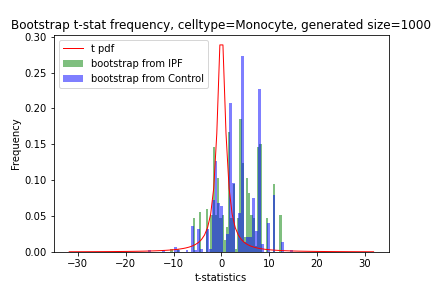 Bootstrap t-stat frequency, celltype=Monocyte, generated size=1000
t pdf
bootstrap from IPF
bootstrap from Control
Frequency
0.30
0.25
0.20
0.15
0.10
0.05
0.00
−30
−20
−10
0
10
20
30
t-statistics